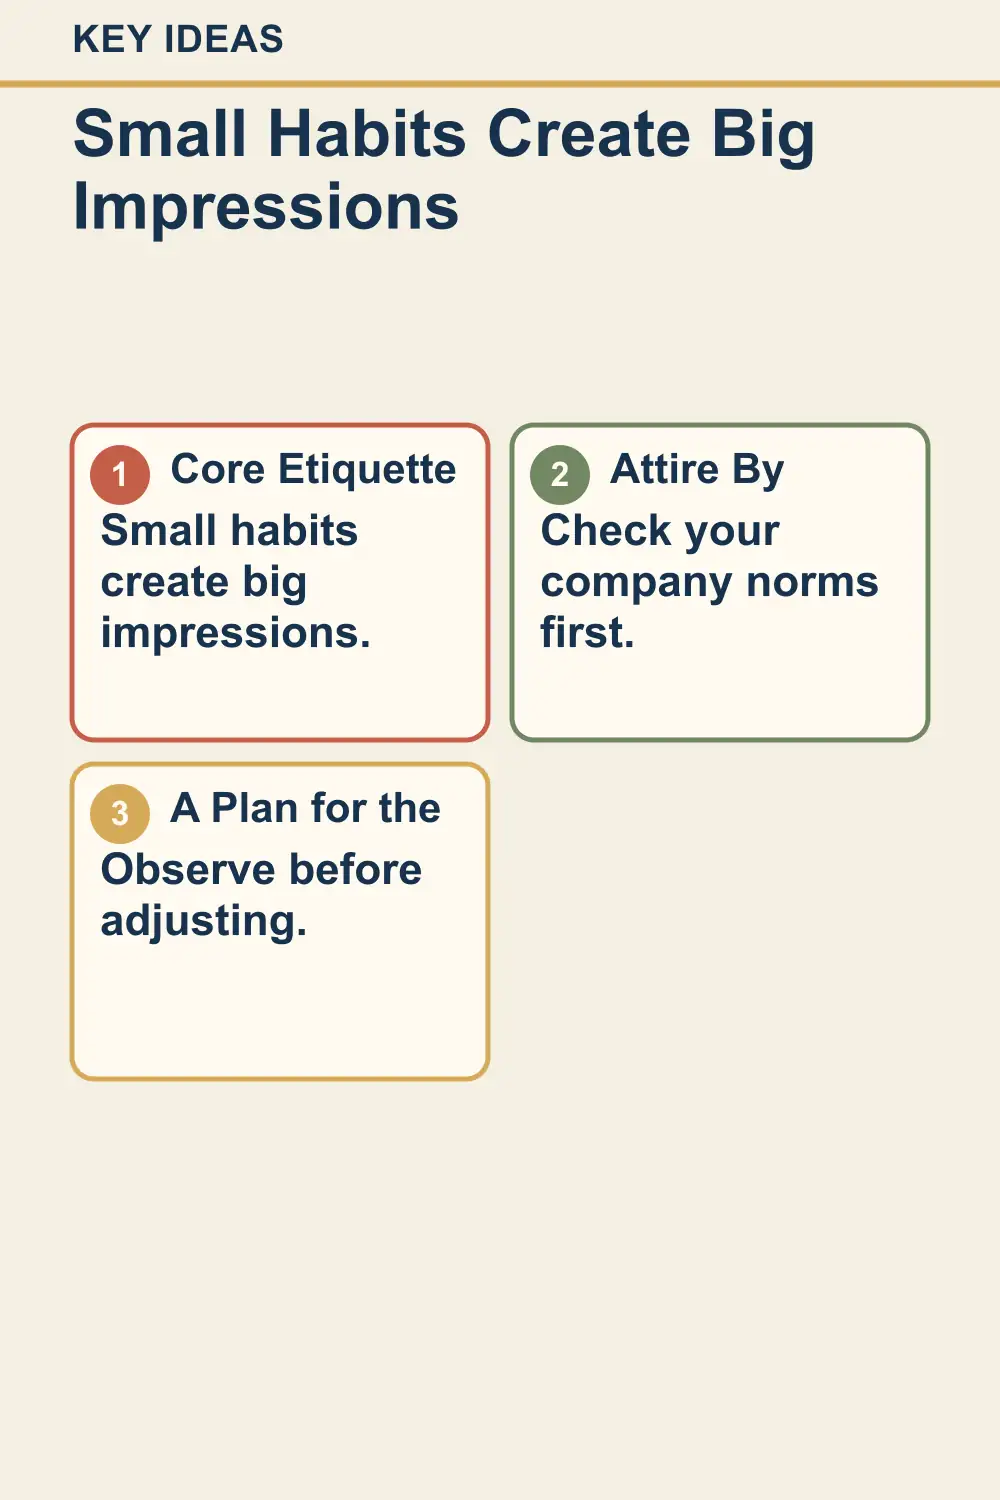 KEY IDEAS
Small Habits Create Big
Impressions
1 Core Etiquette
Small habits
create big
impressions.
2 Attire By
Check your
company norms
first.
3 A Plan for the
Observe before
adjusting.